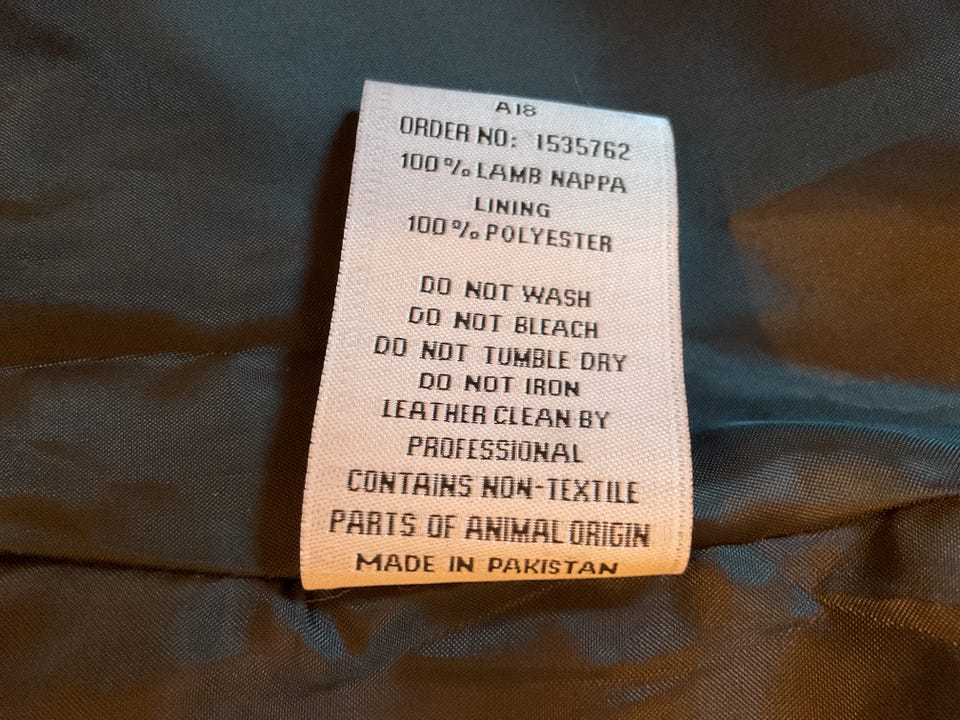 A18
ORDER NO: 1535762
100% LAMB NAPPA
LINING
100% POLYESTER
DO NOT WASH
DO NOT BLEACH
DO NOT TUMBLE DRY
DO NOT IRON
LEATHER CLEAN BY
PROFESSIONAL
CONTAINS NON-TEXTILE
PARTS OF ANIMAL ORIGIN
MADE IN PAKISTAN